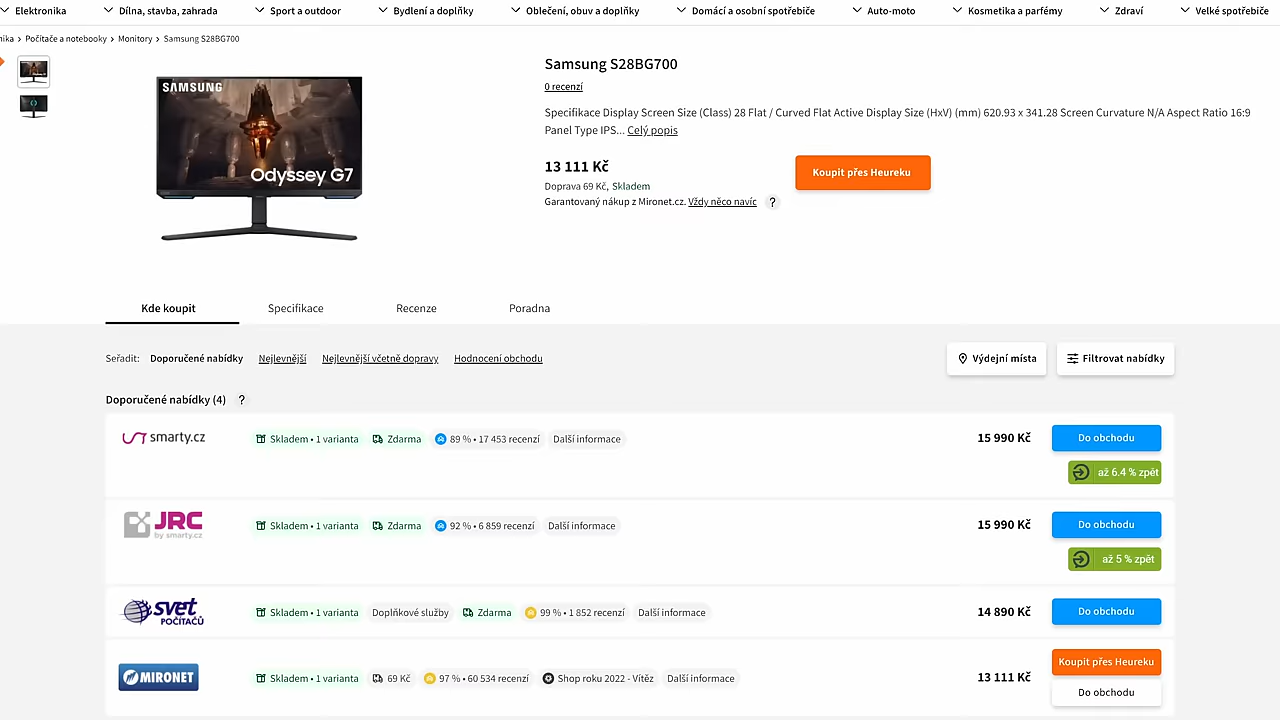 Elektronika Dílna, stavba, zahrada Sport a outdoor Bydlení a doplňky Oblečení, obuv a doplňky Domácí a osobní spotřebiče Auto-moto Kosmetika a parfémy Zdraví Velké spotřebiče
nika > Počítače a notebooky > Monitory > Samsung S28BG700
SAMSUNG
Odyssey G7
Samsung S28BG700
0 recenzí
Specifikace Display Screen Size (Class) 28 Flat / Curved Flat Active Display Size (HxV) (mm) 620.93 x 341.28 Screen Curvature N/A Aspect Ratio 16:9
Panel Type IPS... Celý popis
13 111 Kč
Doprava 69 Kč, Skladem
Garantovaný nákup z Mironet.cz. Vždy něco navíc ?
Koupit přes Heureku
Kde koupit Specifikace Recenze Poradna
Seřadit: Doporučené nabídky Nejlevnější Nejlevnější včetně dopravy Hodnocení obchodu
Výdejní místa Filtrovat nabídky
Doporučené nabídky (4) ?
smarty.cz Skladem • 1 varianta Zdarma 89 % • 17 453 recenzí Další informace 15 990 Kč Do obchodu
až 6.4 % zpět
JRC
by smarty.cz
Skladem • 1 varianta Zdarma 92 % • 6 859 recenzí Další informace 15 990 Kč Do obchodu
až 5 % zpět
svet
POČÍTAČŮ
Skladem • 1 varianta Doplňkové služby Zdarma 99 % • 1 852 recenzí Další informace 14 890 Kč Do obchodu
MIRONET Skladem • 1 varianta 69 Kč 97 % • 60 534 recenzí Shop roku 2022 - Vítěz Další informace 13 111 Kč
Koupit přes Heureku
Do obchodu